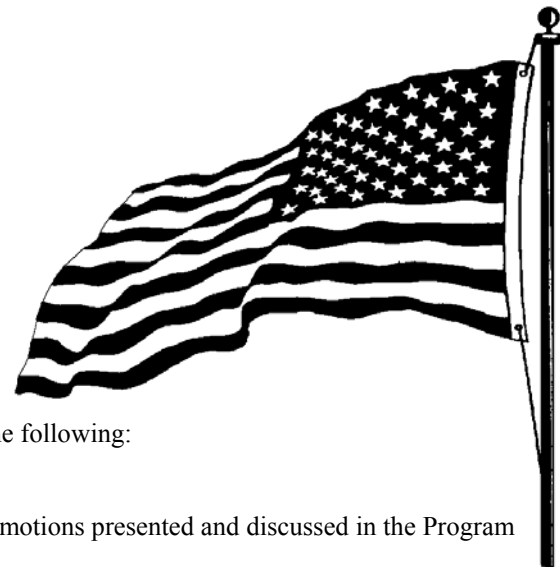 e following:
motions presented and discussed in the Program